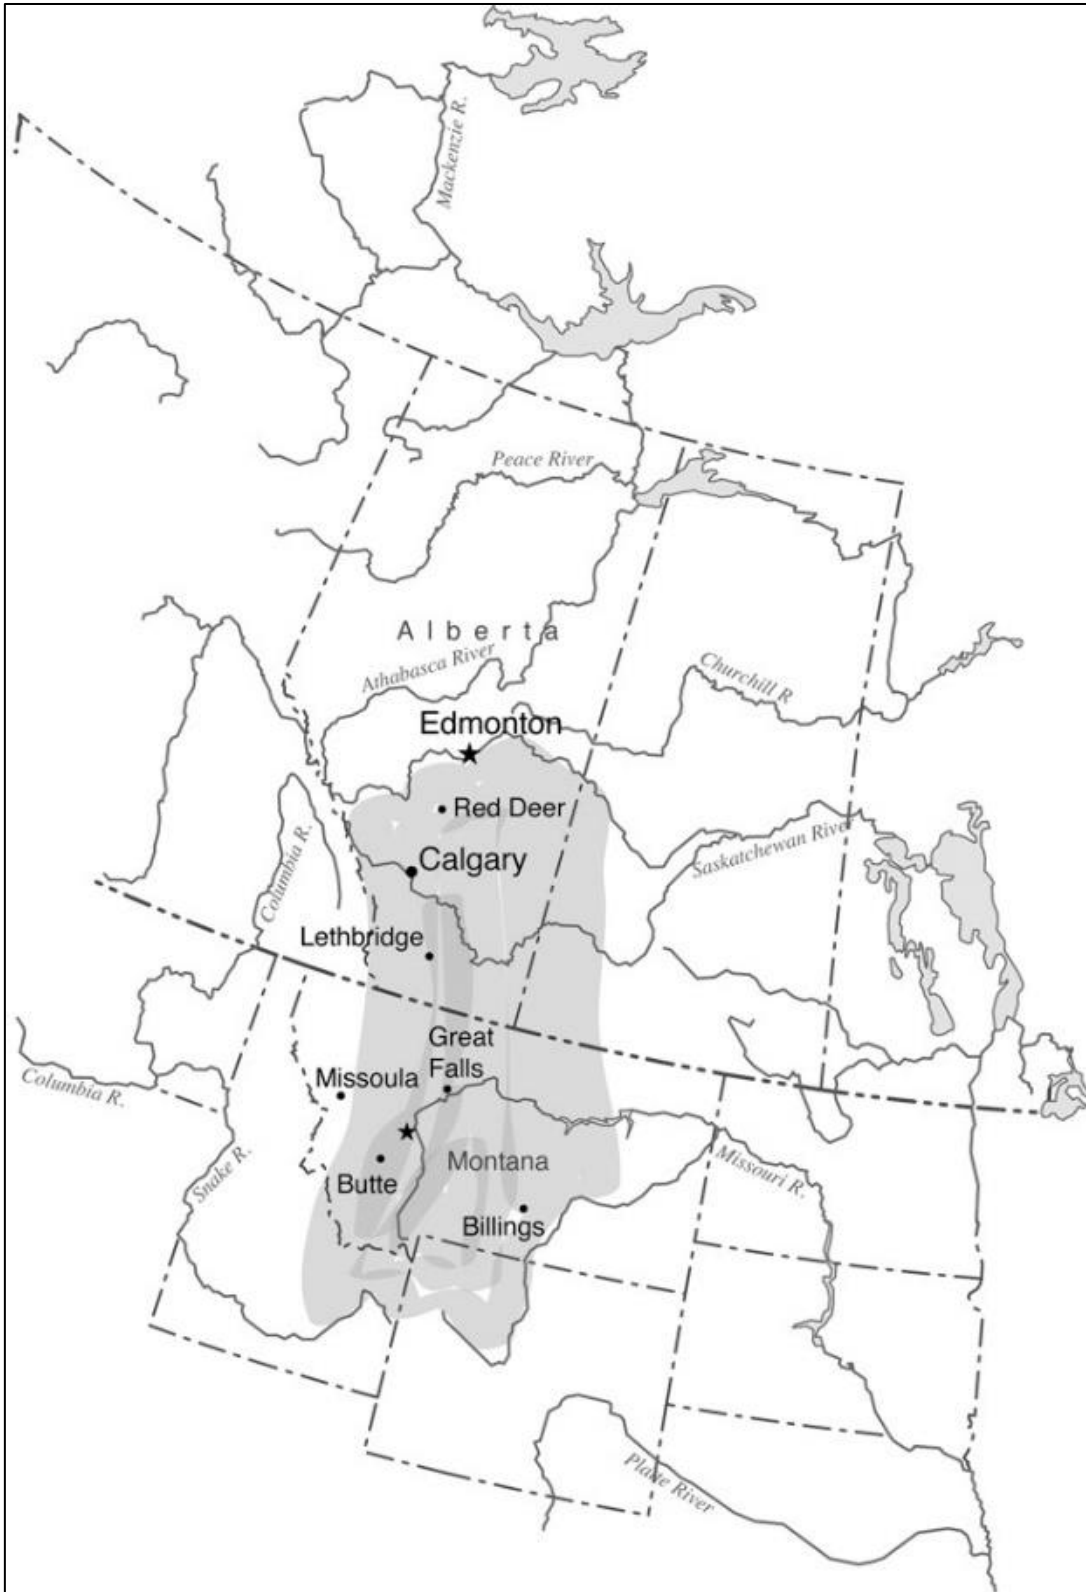 Mackenzie R.
Peace River
Alberta
Athabasca River
Churchill R
Edmonton
Red Deer
Saskatchewan River
Calgary
Columbia R.
Lethbridge
Great
Falls
Missoula
Columbia R.
Montana
Missouri R.
Snake R.
Butte
Billings
Platte River